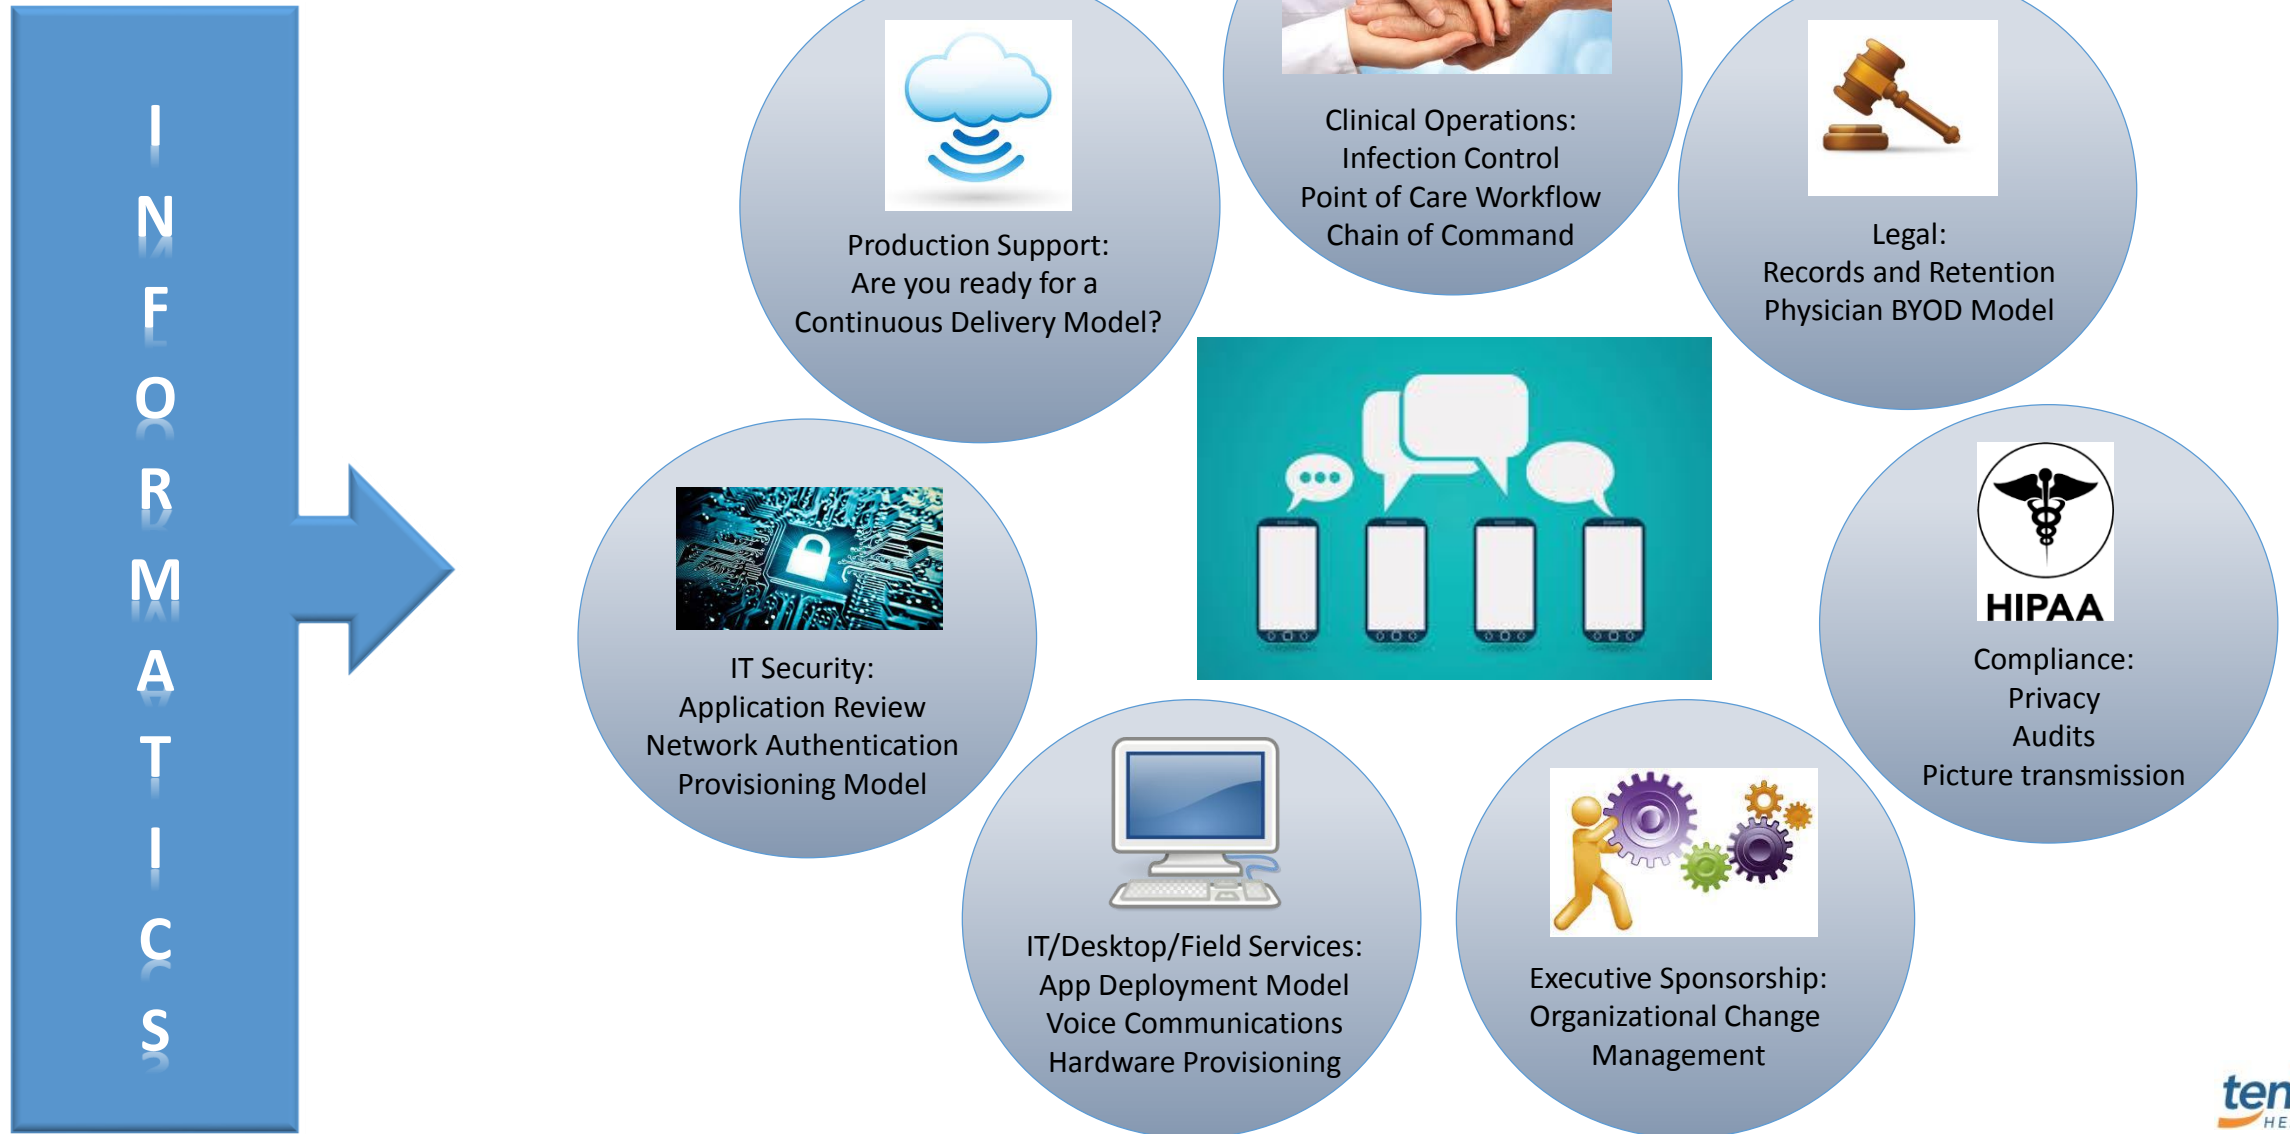 INFORMATICS
Clinical Operations:
Infection Control
Point of Care Workflow
Chain of Command
Production Support:
Are you ready for a
Continuous Delivery Model?
Legal:
Records and Retention
Physician BYOD Model
HIPAA
Compliance:
Privacy
Audits
Picture transmission
IT Security:
Application Review
Network Authentication
Provisioning Model
IT/Desktop/Field Services:
App Deployment Model
Voice Communications
Hardware Provisioning
Executive Sponsorship:
Organizational Change
Management